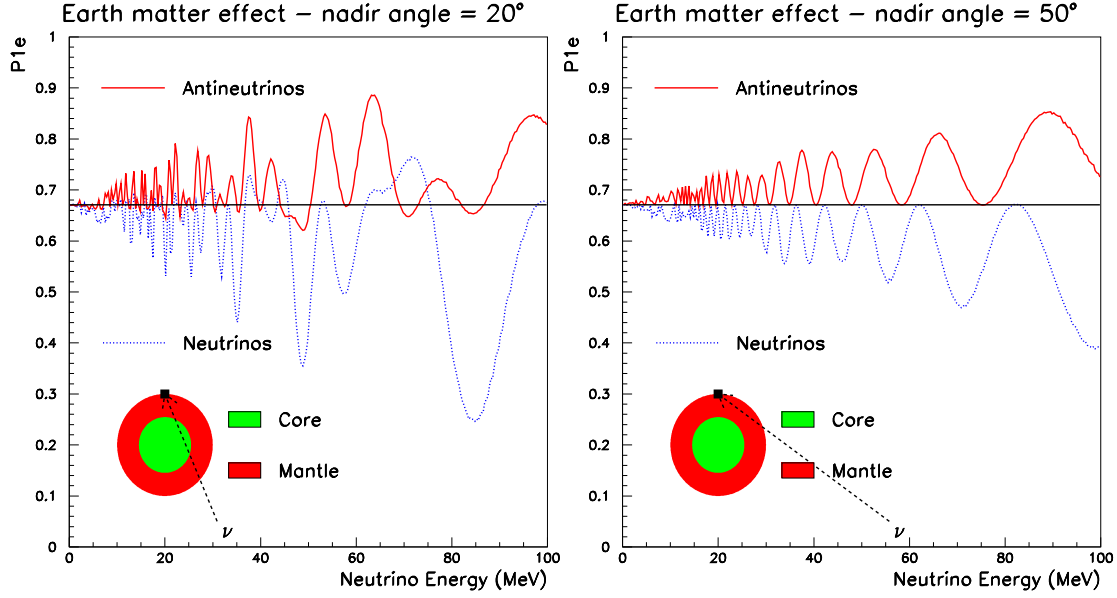 Earth matter effect – nadir angle = 20°
P1e
1
0.9
0.8
0.7
0.6
0.5
0.4
0.3
0.2
0.1
0
Antineutrinos
Neutrinos
Core
Mantle
ν
0 20 40 60 80 100
Neutrino Energy (MeV)
Earth matter effect – nadir angle = 50°
P1e
1
0.9
0.8
0.7
0.6
0.5
0.4
0.3
0.2
0.1
0
Antineutrinos
Neutrinos
Core
Mantle
ν
0 20 40 60 80 100
Neutrino Energy (MeV)